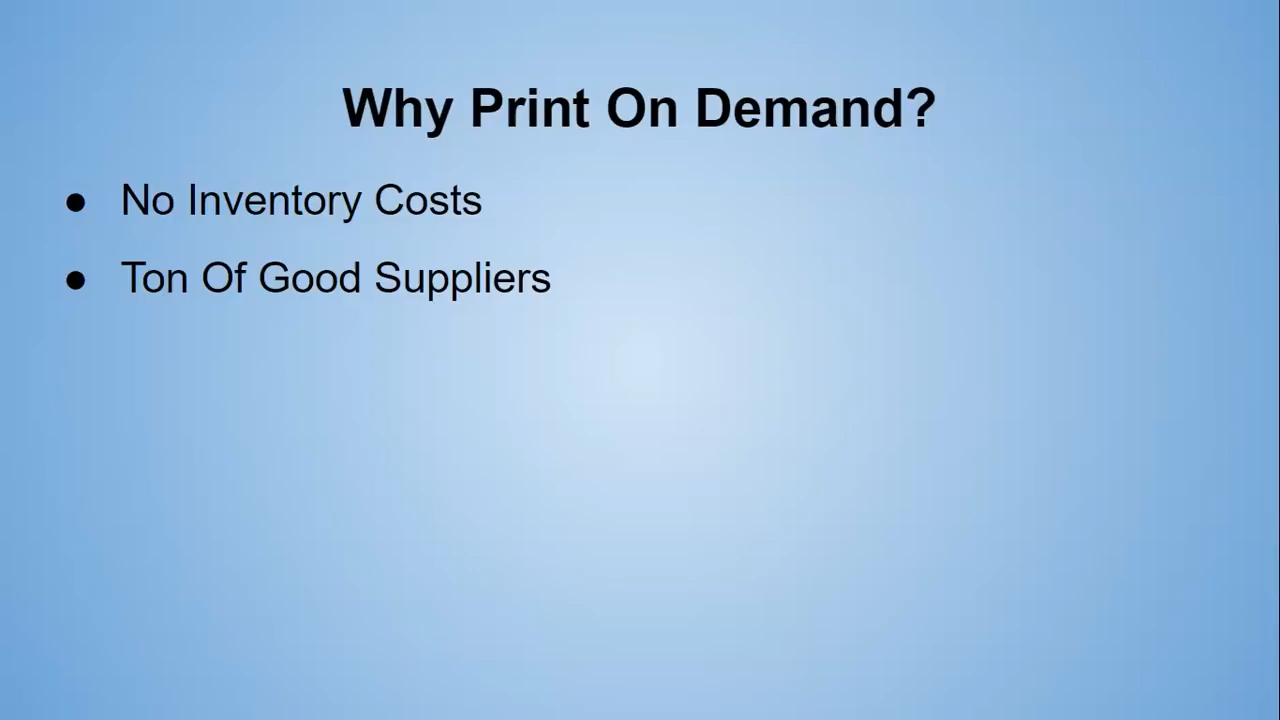 Why Print On Demand?
● No Inventory Costs
● Ton Of Good Suppliers